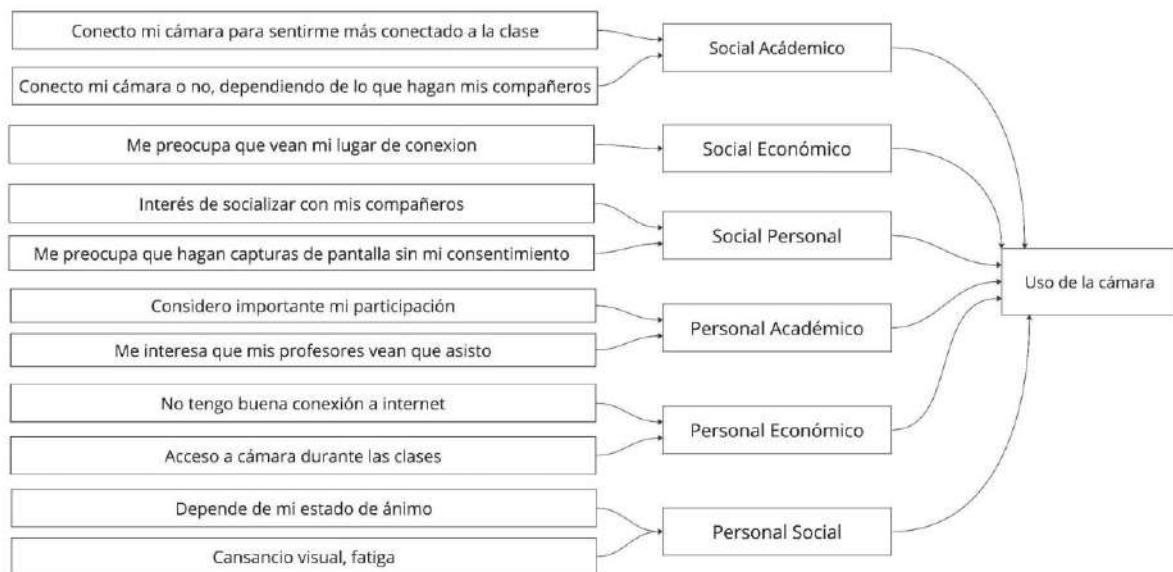 Conecto mi cámara para sentirme más conectado a la clase
Conecto mi cámara o no, dependiendo de lo que hagan mis compañeros
Social Acádemico
Me preocupa que vean mi lugar de conexion
Social Económico
Interés de socializar con mis compañeros
Me preocupa que hagan capturas de pantalla sin mi consentimiento
Social Personal
Considero importante mi participación
Me interesa que mis profesores vean que asisto
Personal Académico
No tengo buena conexión a internet
Acceso a cámara durante las clases
Personal Económico
Depende de mi estado de ánimo
Cansancio visual, fatiga
Personal Social
Uso de la cámara